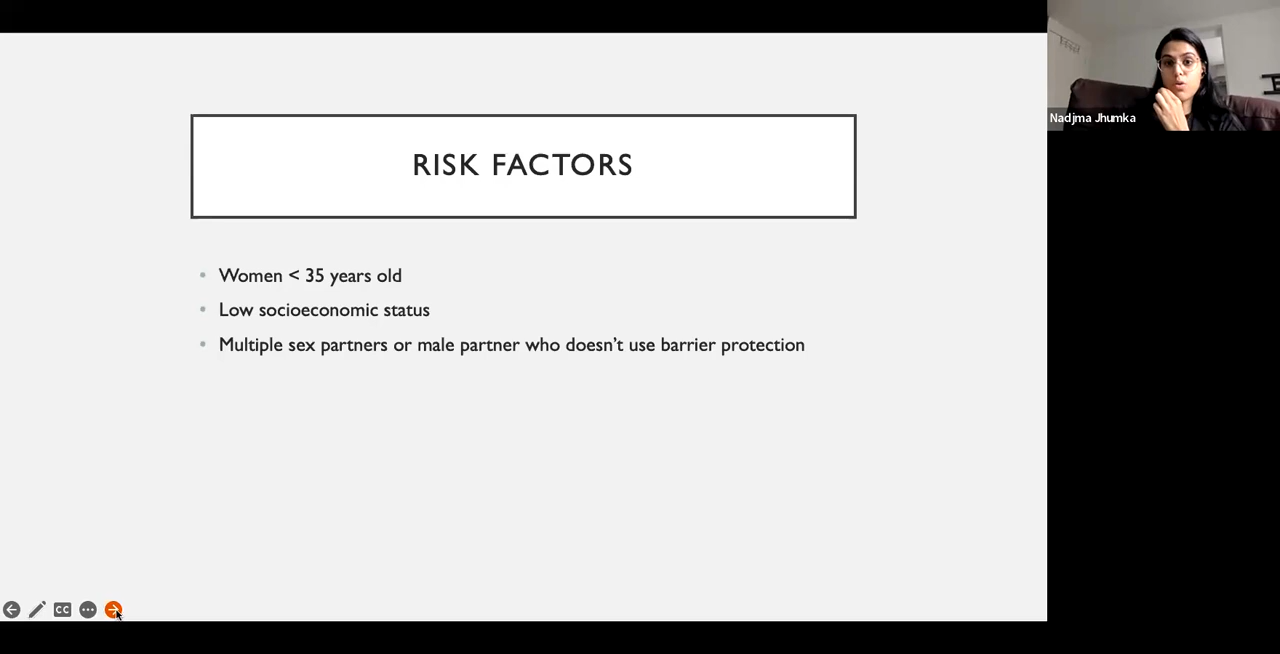 RISK FACTORS
Women < 35 years old
Low socioeconomic status
Multiple sex partners or male partner who doesn't use barrier protection
Nadjma Jhumka
CC